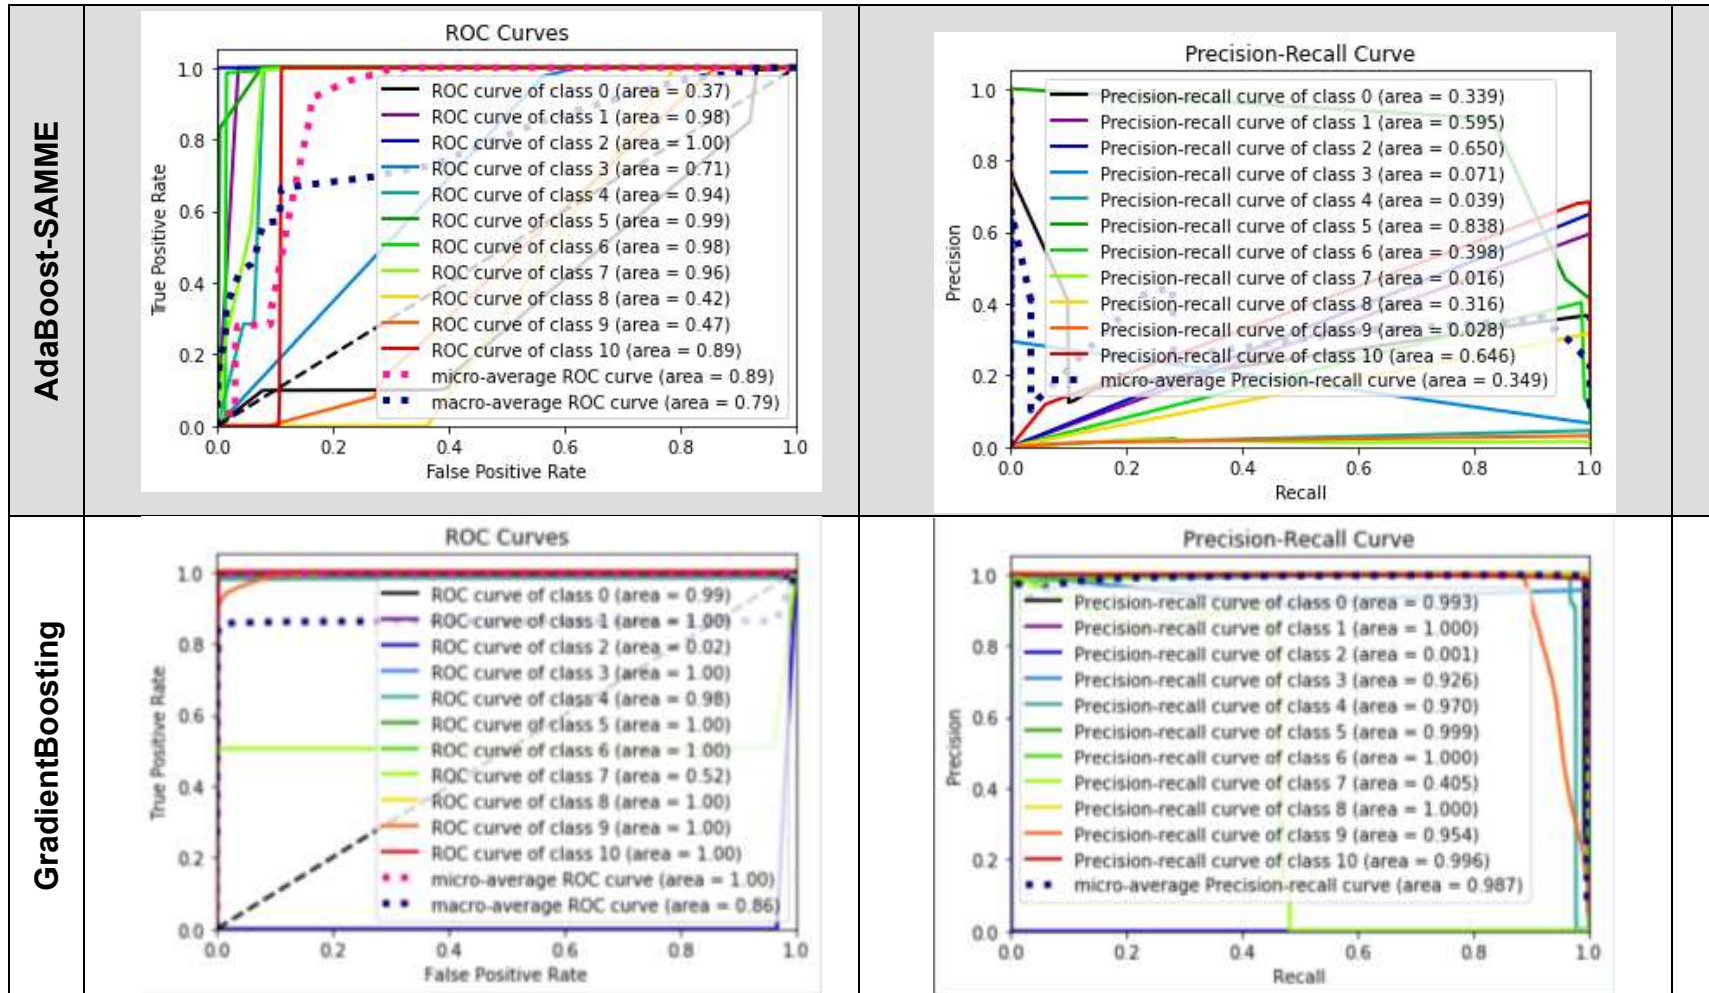 AdaBoost-SAMME
ROC Curves
True Positive Rate
1.0
0.8
0.6
0.4
0.2
0.0
ROC curve of class 0 (area = 0.37)
ROC curve of class 1 (area = 0.98)
ROC curve of class 2 (area = 1.00)
ROC curve of class 3 (area = 0.71)
ROC curve of class 4 (area = 0.94)
ROC curve of class 5 (area = 0.99)
ROC curve of class 6 (area = 0.98)
ROC curve of class 7 (area = 0.96)
ROC curve of class 8 (area = 0.42)
ROC curve of class 9 (area = 0.47)
ROC curve of class 10 (area = 0.89)
micro-average ROC curve (area = 0.89)
macro-average ROC curve (area = 0.79)
0.0 0.2 0.4 0.6 0.8 1.0
False Positive Rate
Precision-Recall Curve
Precision
1.0
0.8
0.6
0.4
0.2
0.0
Precision-recall curve of class 0 (area = 0.339)
Precision-recall curve of class 1 (area = 0.595)
Precision-recall curve of class 2 (area = 0.650)
Precision-recall curve of class 3 (area = 0.071)
Precision-recall curve of class 4 (area = 0.039)
Precision-recall curve of class 5 (area = 0.838)
Precision-recall curve of class 6 (area = 0.398)
Precision-recall curve of class 7 (area = 0.016)
Precision-recall curve of class 8 (area = 0.316)
Precision-recall curve of class 9 (area = 0.028)
Precision-recall curve of class 10 (area = 0.646)
micro-average Precision-recall curve (area = 0.349)
0.0 0.2 0.4 0.6 0.8 1.0
Recall
GradientBoosting
ROC Curves
True Positive Rate
1.0
0.8
0.6
0.4
0.2
0.0
ROC curve of class 0 (area = 0.99)
ROC curve of class 1 (area = 1.00)
ROC curve of class 2 (area = 0.02)
ROC curve of class 3 (area = 1.00)
ROC curve of class 4 (area = 0.98)
ROC curve of class 5 (area = 1.00)
ROC curve of class 6 (area = 1.00)
ROC curve of class 7 (area = 0.52)
ROC curve of class 8 (area = 1.00)
ROC curve of class 9 (area = 1.00)
ROC curve of class 10 (area = 1.00)
micro-average ROC curve (area = 1.00)
macro-average ROC curve (area = 0.86)
0.0 0.2 0.4 0.6 0.8 1.0
False Positive Rate
Precision-Recall Curve
Precision
1.0
0.8
0.6
0.4
0.2
0.0
Precision-recall curve of class 0 (area = 0.993)
Precision-recall curve of class 1 (area = 1.000)
Precision-recall curve of class 2 (area = 0.001)
Precision-recall curve of class 3 (area = 0.926)
Precision-recall curve of class 4 (area = 0.970)
Precision-recall curve of class 5 (area = 0.999)
Precision-recall curve of class 6 (area = 1.000)
Precision-recall curve of class 7 (area = 0.405)
Precision-recall curve of class 8 (area = 1.000)
Precision-recall curve of class 9 (area = 0.954)
Precision-recall curve of class 10 (area = 0.996)
micro-average Precision-recall curve (area = 0.987)
0.0 0.2 0.4 0.6 0.8 1.0
Recall